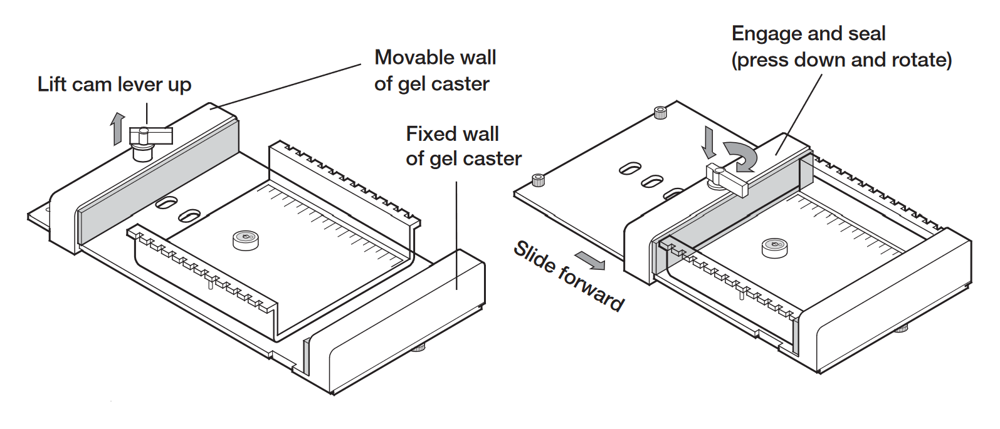 Lift cam lever up
Movable wall
of gel caster
Fixed wall
of gel caster
Engage and seal
(press down and rotate)
Slide forward